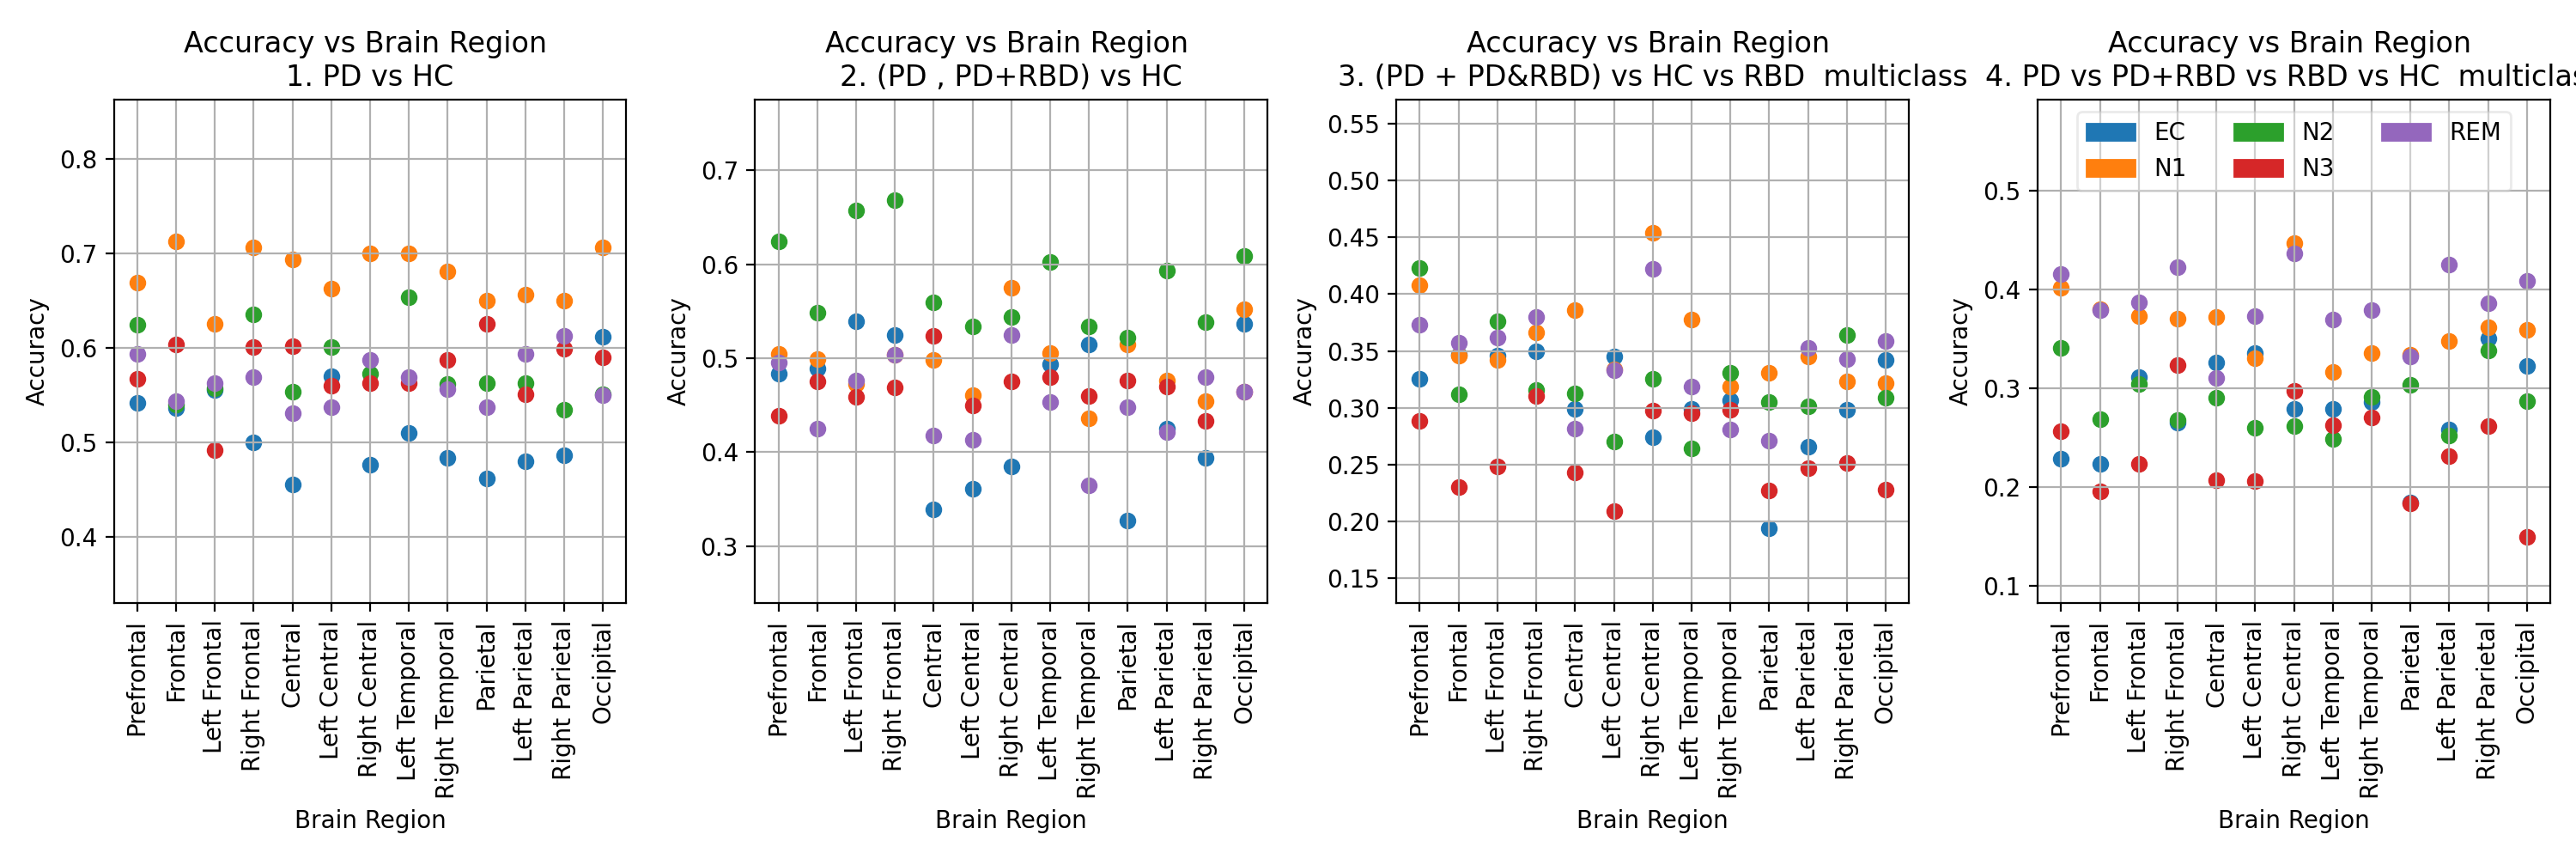 Accuracy vs Brain Region
1. PD vs HC
Accuracy
0.8
0.7
0.6
0.5
0.4
Prefrontal
Frontal
Left Frontal
Right Frontal
Central
Left Central
Right Central
Left Temporal
Right Temporal
Parietal
Left Parietal
Right Parietal
Occipital
Brain Region
Accuracy vs Brain Region
2. (PD , PD+RBD) vs HC
Accuracy
0.7
0.6
0.5
0.4
0.3
Prefrontal
Frontal
Left Frontal
Right Frontal
Central
Left Central
Right Central
Left Temporal
Right Temporal
Parietal
Left Parietal
Right Parietal
Occipital
Brain Region
Accuracy vs Brain Region
3. (PD + PD&RBD) vs HC vs RBD  multiclass
Accuracy
0.55
0.50
0.45
0.40
0.35
0.30
0.25
0.20
0.15
Prefrontal
Frontal
Left Frontal
Right Frontal
Central
Left Central
Right Central
Left Temporal
Right Temporal
Parietal
Left Parietal
Right Parietal
Occipital
Brain Region
Accuracy vs Brain Region
4. PD vs PD+RBD vs RBD vs HC  multiclas
EC N2 REM
N1 N3
Accuracy
0.5
0.4
0.3
0.2
0.1
Prefrontal
Frontal
Left Frontal
Right Frontal
Central
Left Central
Right Central
Left Temporal
Right Temporal
Parietal
Left Parietal
Right Parietal
Occipital
Brain Region